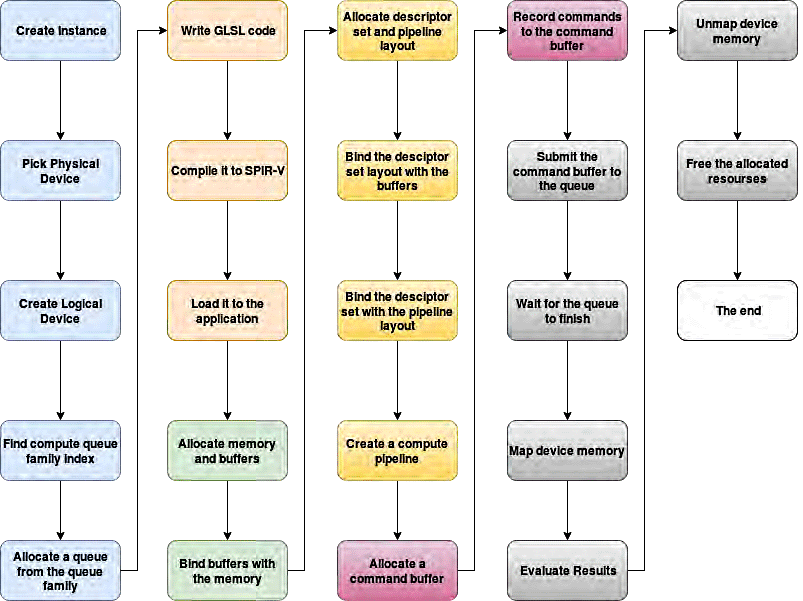 Create Instance
Pick Physical
Device
Create Logical
Device
Find compute queue
family index
Allocate a queue
from the queue
family
Write GLSL code
Compile it to SPIR-V
Load it to the
application
Allocate memory
and buffers
Bind buffers with
the memory
Allocate descriptor
set and pipeline
layout
Bind the desciptor
set layout with the
buffers
Bind the desciptor
set with the pipeline
layout
Create a compute
pipeline
Allocate a
command buffer
Record commands
to the command
buffer
Submit the
command buffer to
the queue
Wait for the queue
to finish
Map device memory
Evaluate Results
Unmap device
memory
Free the allocated
resourses
The end